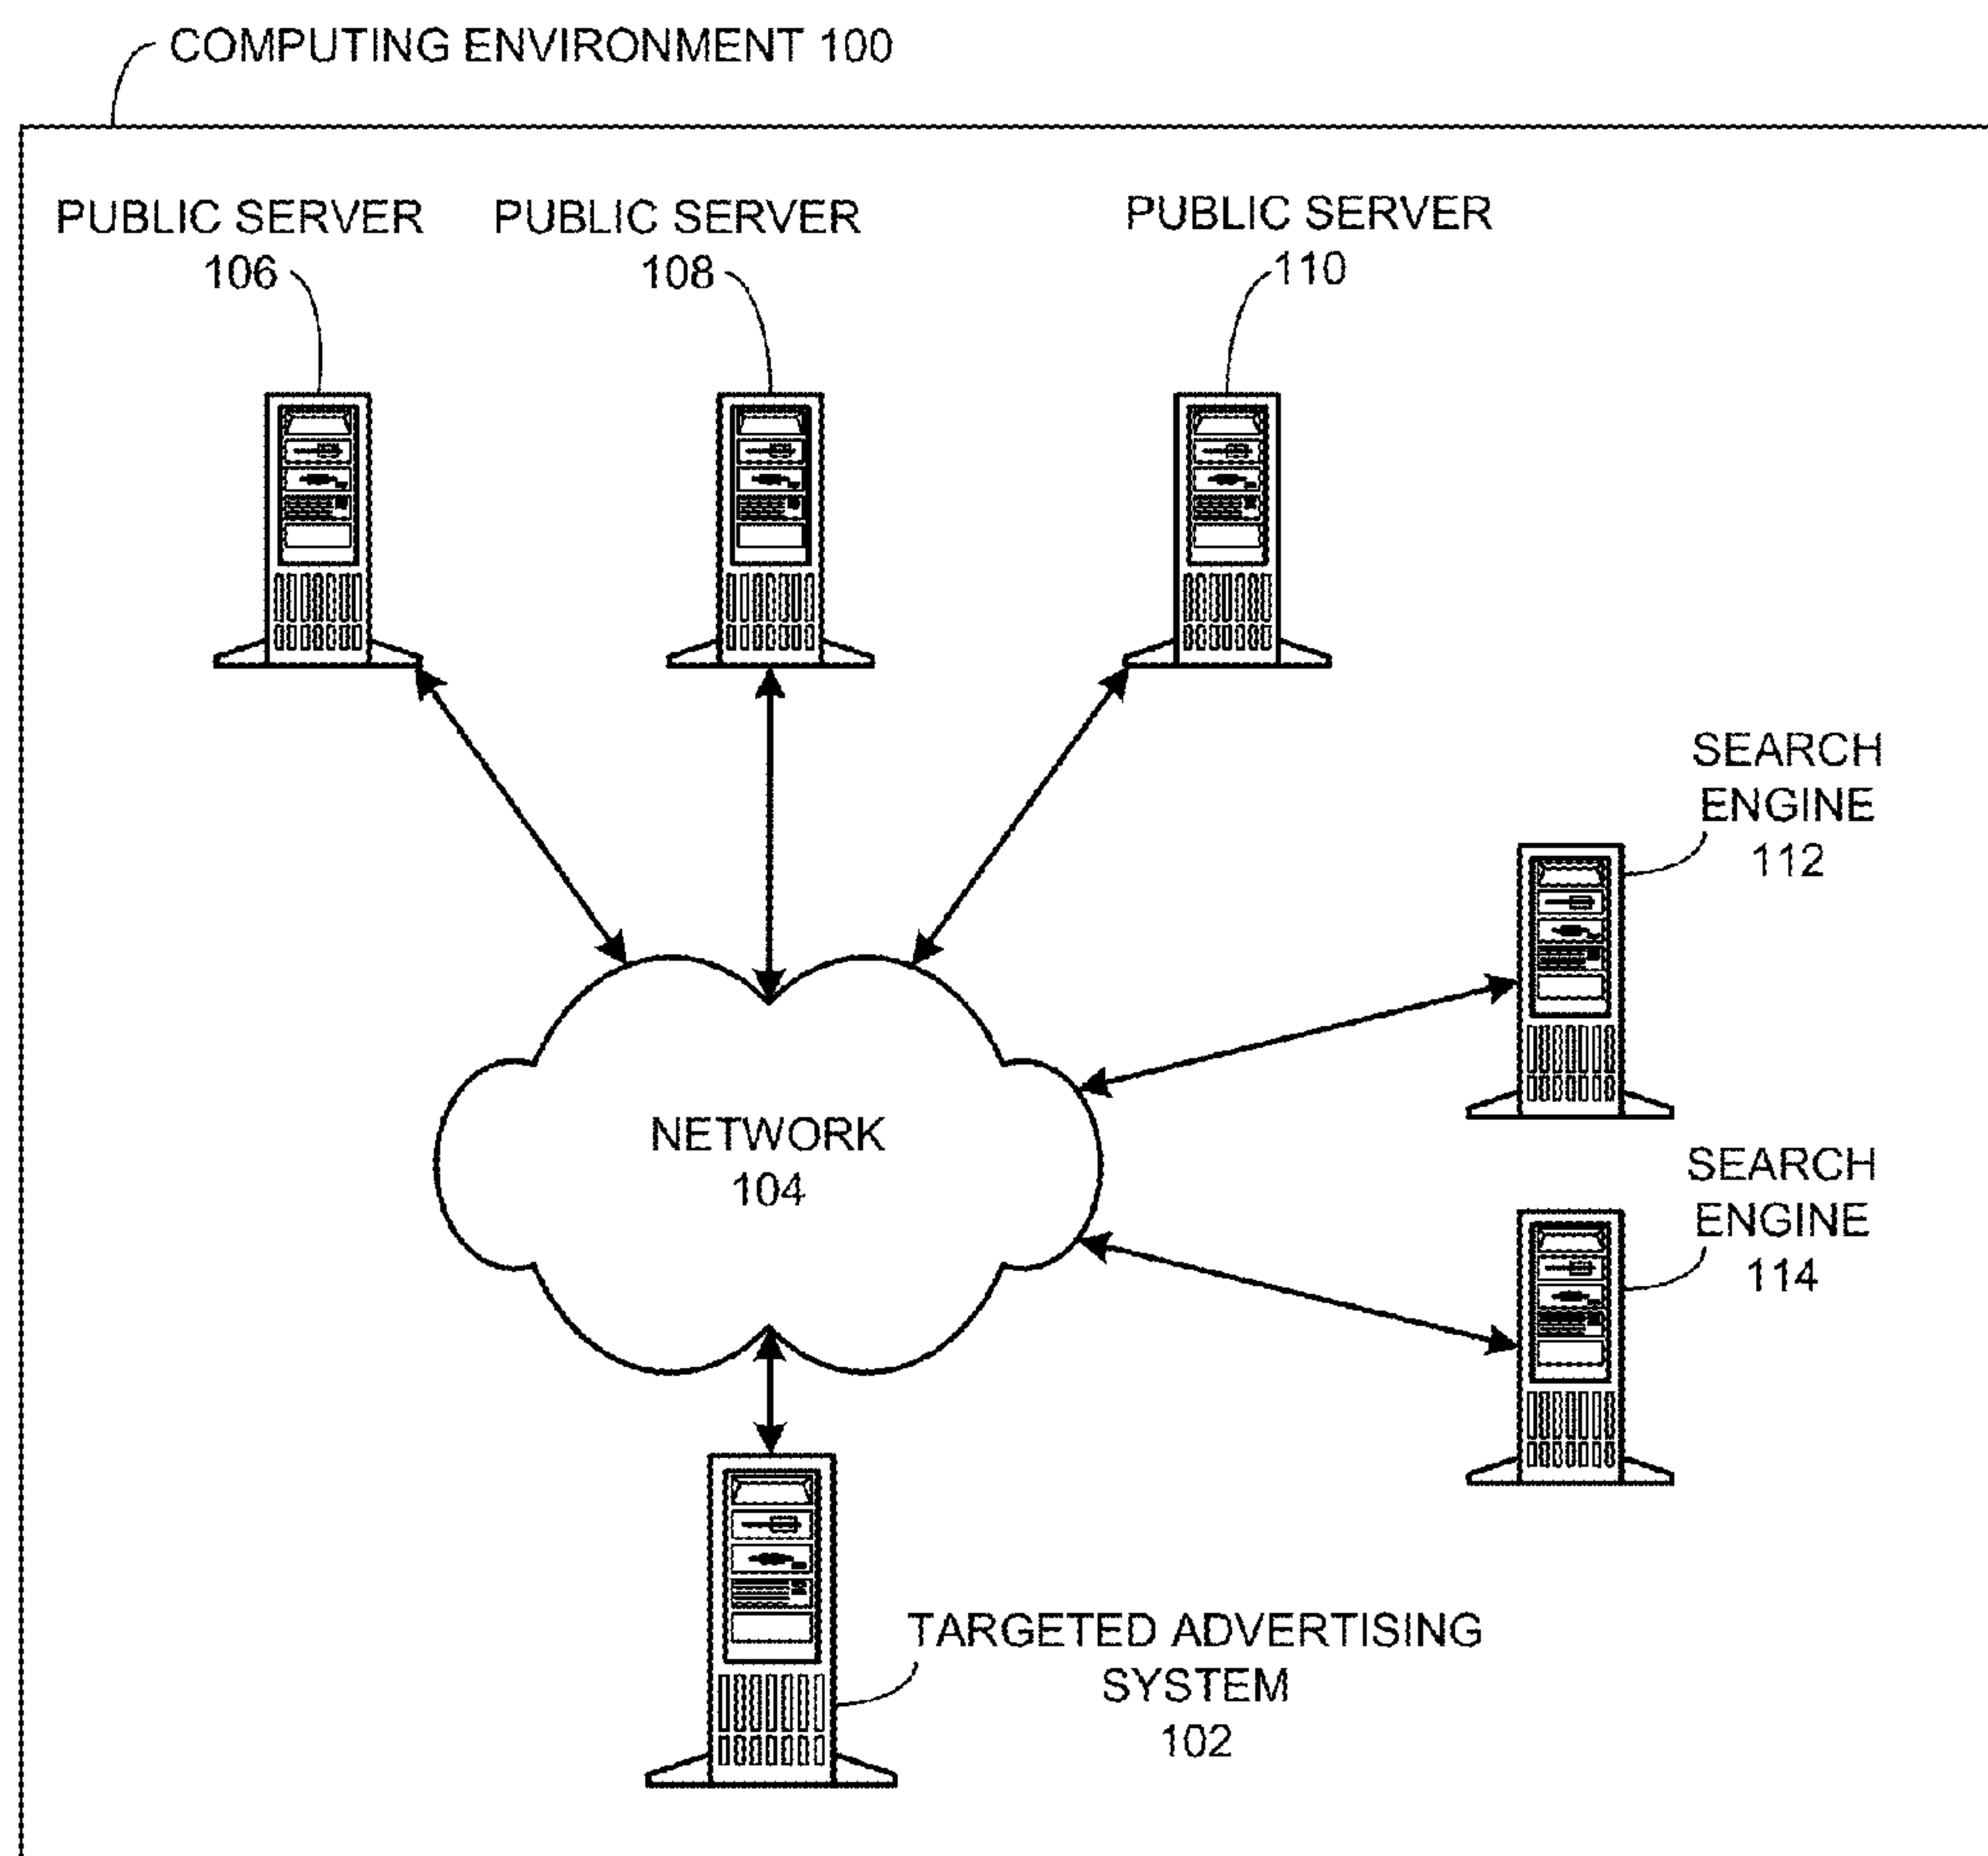 COMPUTING ENVIRONMENT 100
PUBLIC SERVER
106
PUBLIC SERVER
108
PUBLIC SERVER
110
SEARCH
ENGINE
112
NETWORK
104
SEARCH
ENGINE
114
TARGETED ADVERTISING
SYSTEM
102